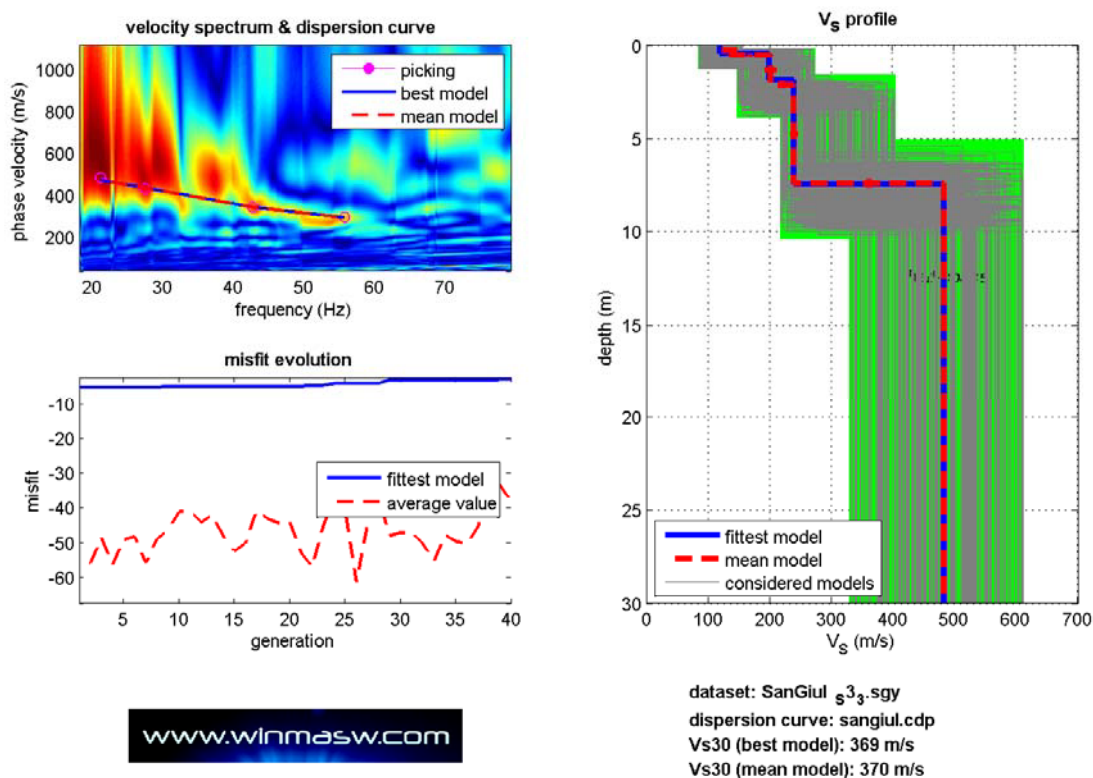 velocity spectrum & dispersion curve
1000
800
600
400
200
phase velocity (m/s)
picking
best model
mean model
20 30 40 50 60 70
frequency (Hz)
misfit evolution
-10
-20
-30
-40
-50
-60
misfit
fittest model
average value
5 10 15 20 25 30 35 40
generation
www.winmasw.com
VS profile
0
5
10
15
20
25
30
depth (m)
fittest model
mean model
considered models
0 100 200 300 400 500 600 700
VS (m/s)
dataset: SanGiul S33.sgy
dispersion curve: sangiul.cdp
Vs30 (best model): 369 m/s
Vs30 (mean model): 370 m/s